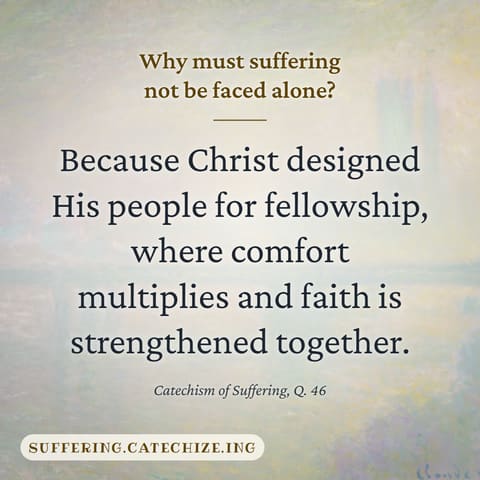 Why must suffering
not be faced alone?
Because Christ designed
His people for fellowship,
where comfort
multiplies and faith is
strengthened together.
Catechism of Suffering, Q. 46
SUFFERING.CATECHIZE.ING